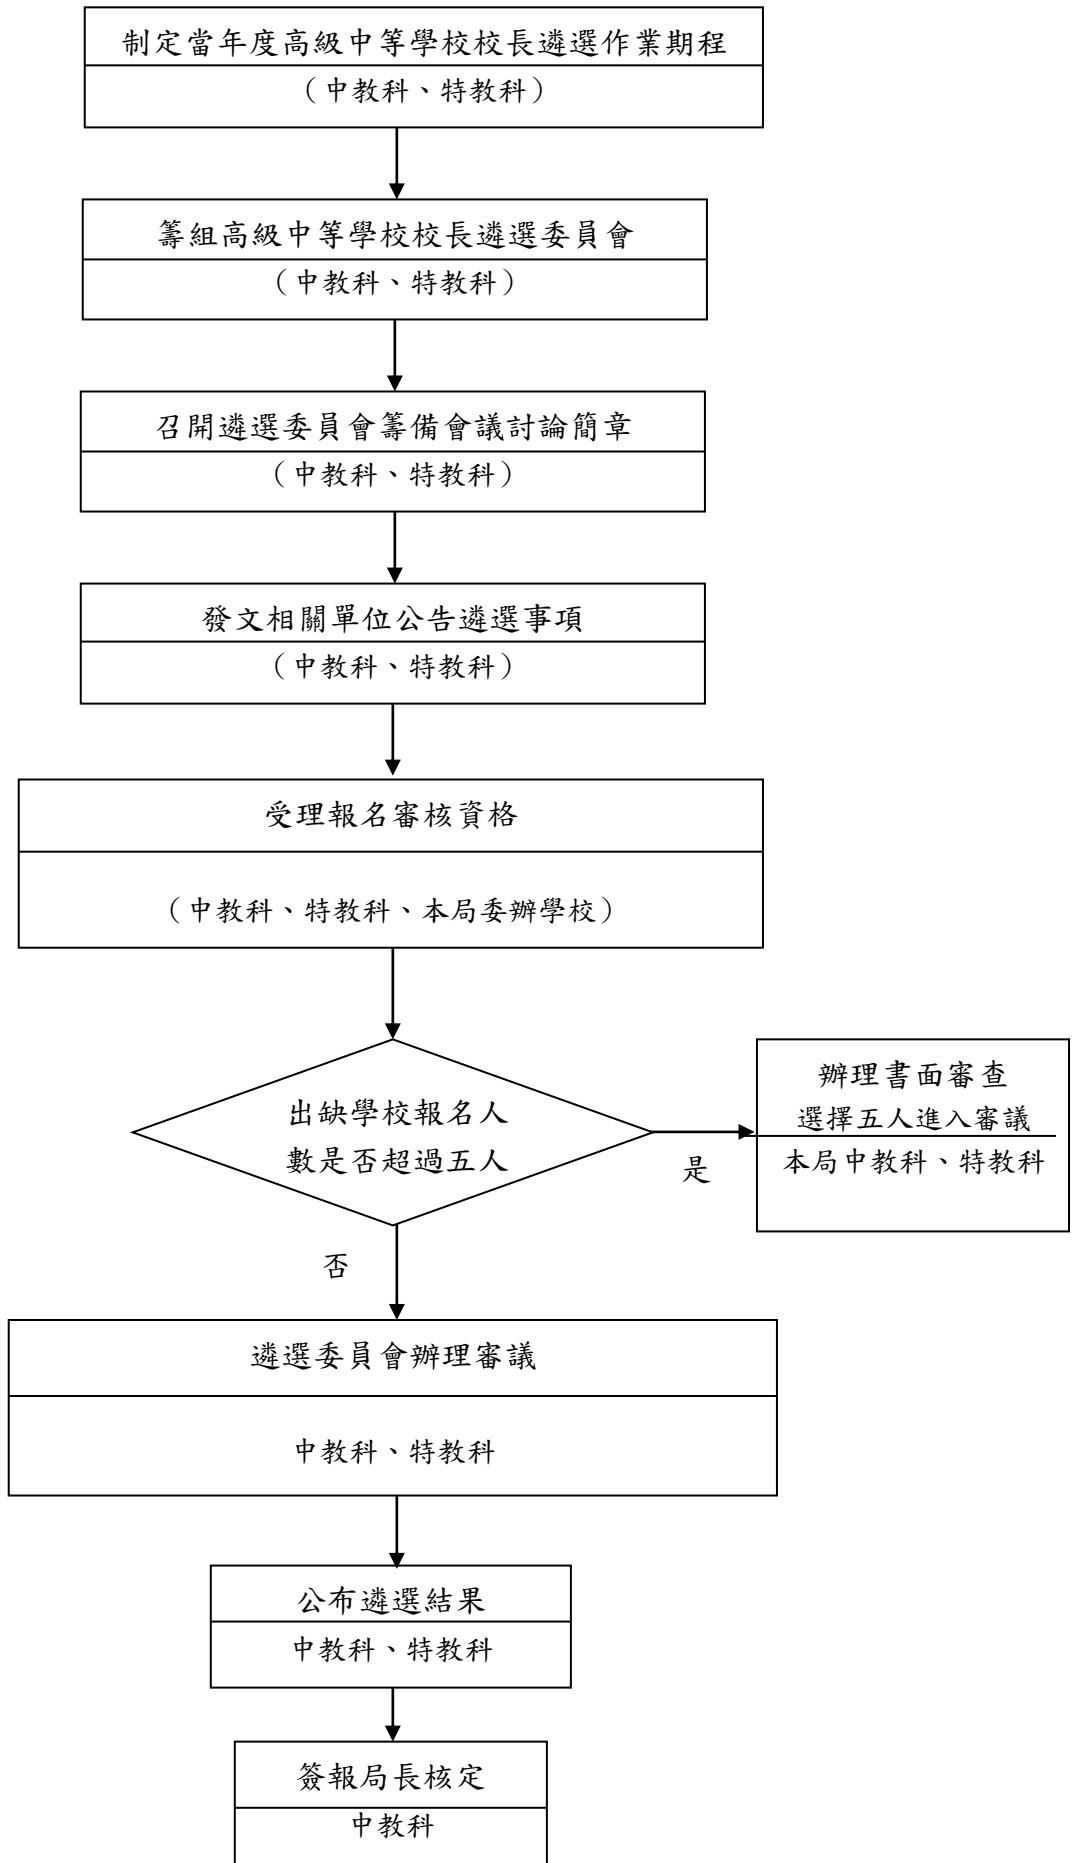 制定當年度高級中等學校校長遴選作業期程
（中教科、特教科）
籌組高級中等學校校長遴選委員會
（中教科、特教科）
召開遴選委員會籌備會議討論簡章
（中教科、特教科）
發文相關單位公告遴選事項
（中教科、特教科）
受理報名審核資格
（中教科、特教科、本局委辦學校）
出缺學校報名人
數是否超過五人
是
辦理書面審查
選擇五人進入審議
本局中教科、特教科
否
遴選委員會辦理審議
中教科、特教科
公布遴選結果
中教科、特教科
簽報局長核定
中教科